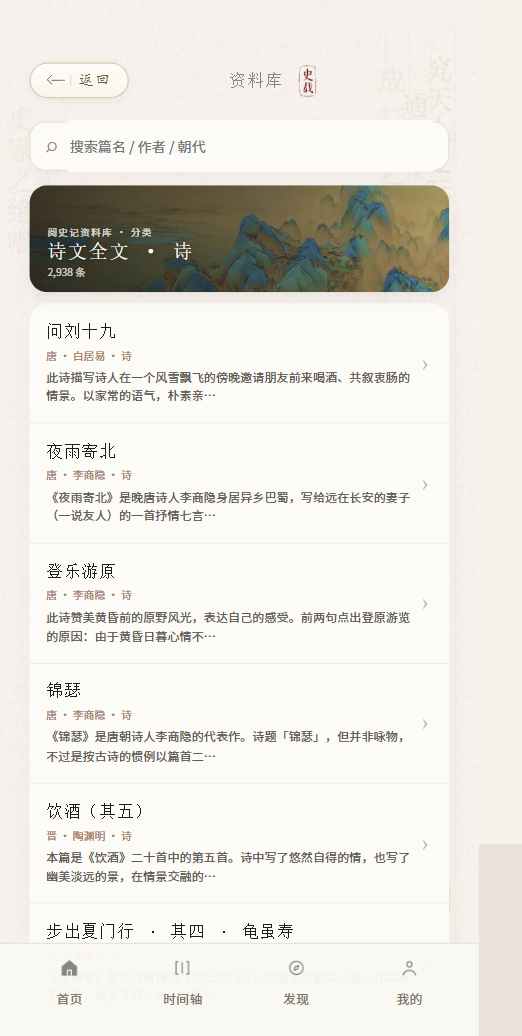 返回
资料库
史载
搜索篇名 / 作者 / 朝代
阅史记资料库 · 分类
诗文全文 · 诗
2,938 条
问刘十九
唐 · 白居易 · 诗
此诗描写诗人在一个风雪飘飞的傍晚邀请朋友前来喝酒、共叙衷肠的
情景。以家常的语气，朴素亲…
夜雨寄北
唐 · 李商隐 · 诗
《夜雨寄北》是晚唐诗人李商隐身居异乡巴蜀，写给远在长安的妻子
（一说友人）的一首抒情七言…
登乐游原
唐 · 李商隐 · 诗
此诗赞美黄昏前的原野风光，表达自己的感受。前两句点出登原游览
的原因：由于黄昏日暮心情不…
锦瑟
唐 · 李商隐 · 诗
《锦瑟》是唐朝诗人李商隐的代表作。诗题「锦瑟」，但并非咏物，
不过是按古诗的惯例以篇首二…
饮酒（其五）
晋 · 陶渊明 · 诗
本篇是《饮酒》二十首中的第五首。诗中写了悠然自得的情，也写了
幽美淡远的景，在情景交融的…
步出夏门行 · 其四 · 龟虽寿
首页
时间轴
发现
我的